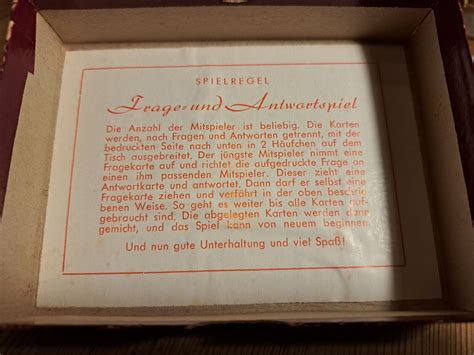 SPIELREGEL
Frage- und Antwortspiel
Die Anzahl der Mitspieler ist beliebig. Die Karten
werden, nach Fragen und Antworten getrennt, mit der
bedruckten Seite nach unten in 2 Häufchen auf dem
Tisch ausgebreitet. Der jüngste Mitspieler nimmt eine
Fragekarte auf und richtet die aufgedruckte Frage an
einen ihm passenden Mitspieler. Dieser zieht eine
Antwortkarte und antwortet. Dann darf er selbst eine
Fragekarte ziehen und verfährt in der oben beschrie-
benen Weise. So geht es weiter bis alle Karten auf-
gebraucht sind. Die abgelegten Karten werden dann
gemischt, und das Spiel kann von neuem beginnen.
Und nun gute Unterhaltung und viel Spaß!